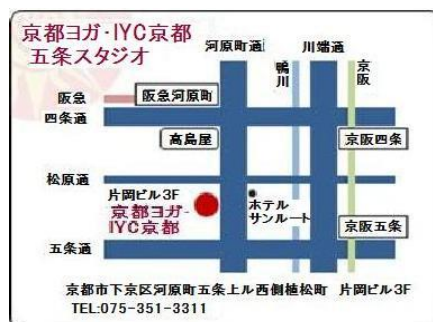 京都ヨガ・IYC京都
五条スタジオ
河原町通
川端通
鴨川
京阪
阪急
阪急河原町
四条通
高島屋
京阪四条
松原通
片岡ビル3F
京都ヨガ-
IYC京都
ホテル
サンルート
京阪五条
五条通
京都市下京区河原町五条上ル西側植松町 片岡ビル3F
TEL:075-351-3311